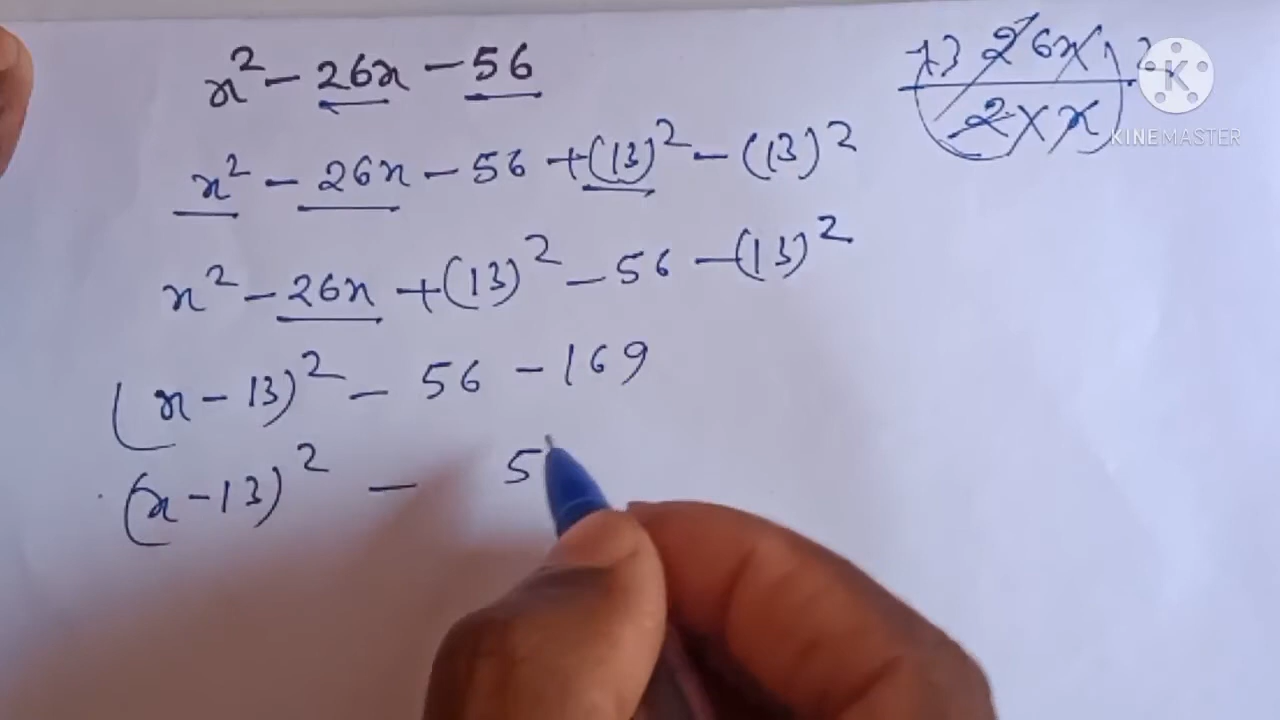 x² - 26x - 56
x² - 26x - 56 + (13)² - (13)²
x² - 26x + (13)² - 56 - (13)²
(x - 13)² - 56 - 169
(x - 13)² - 5
13 26x
2 × x
KINEMASTER